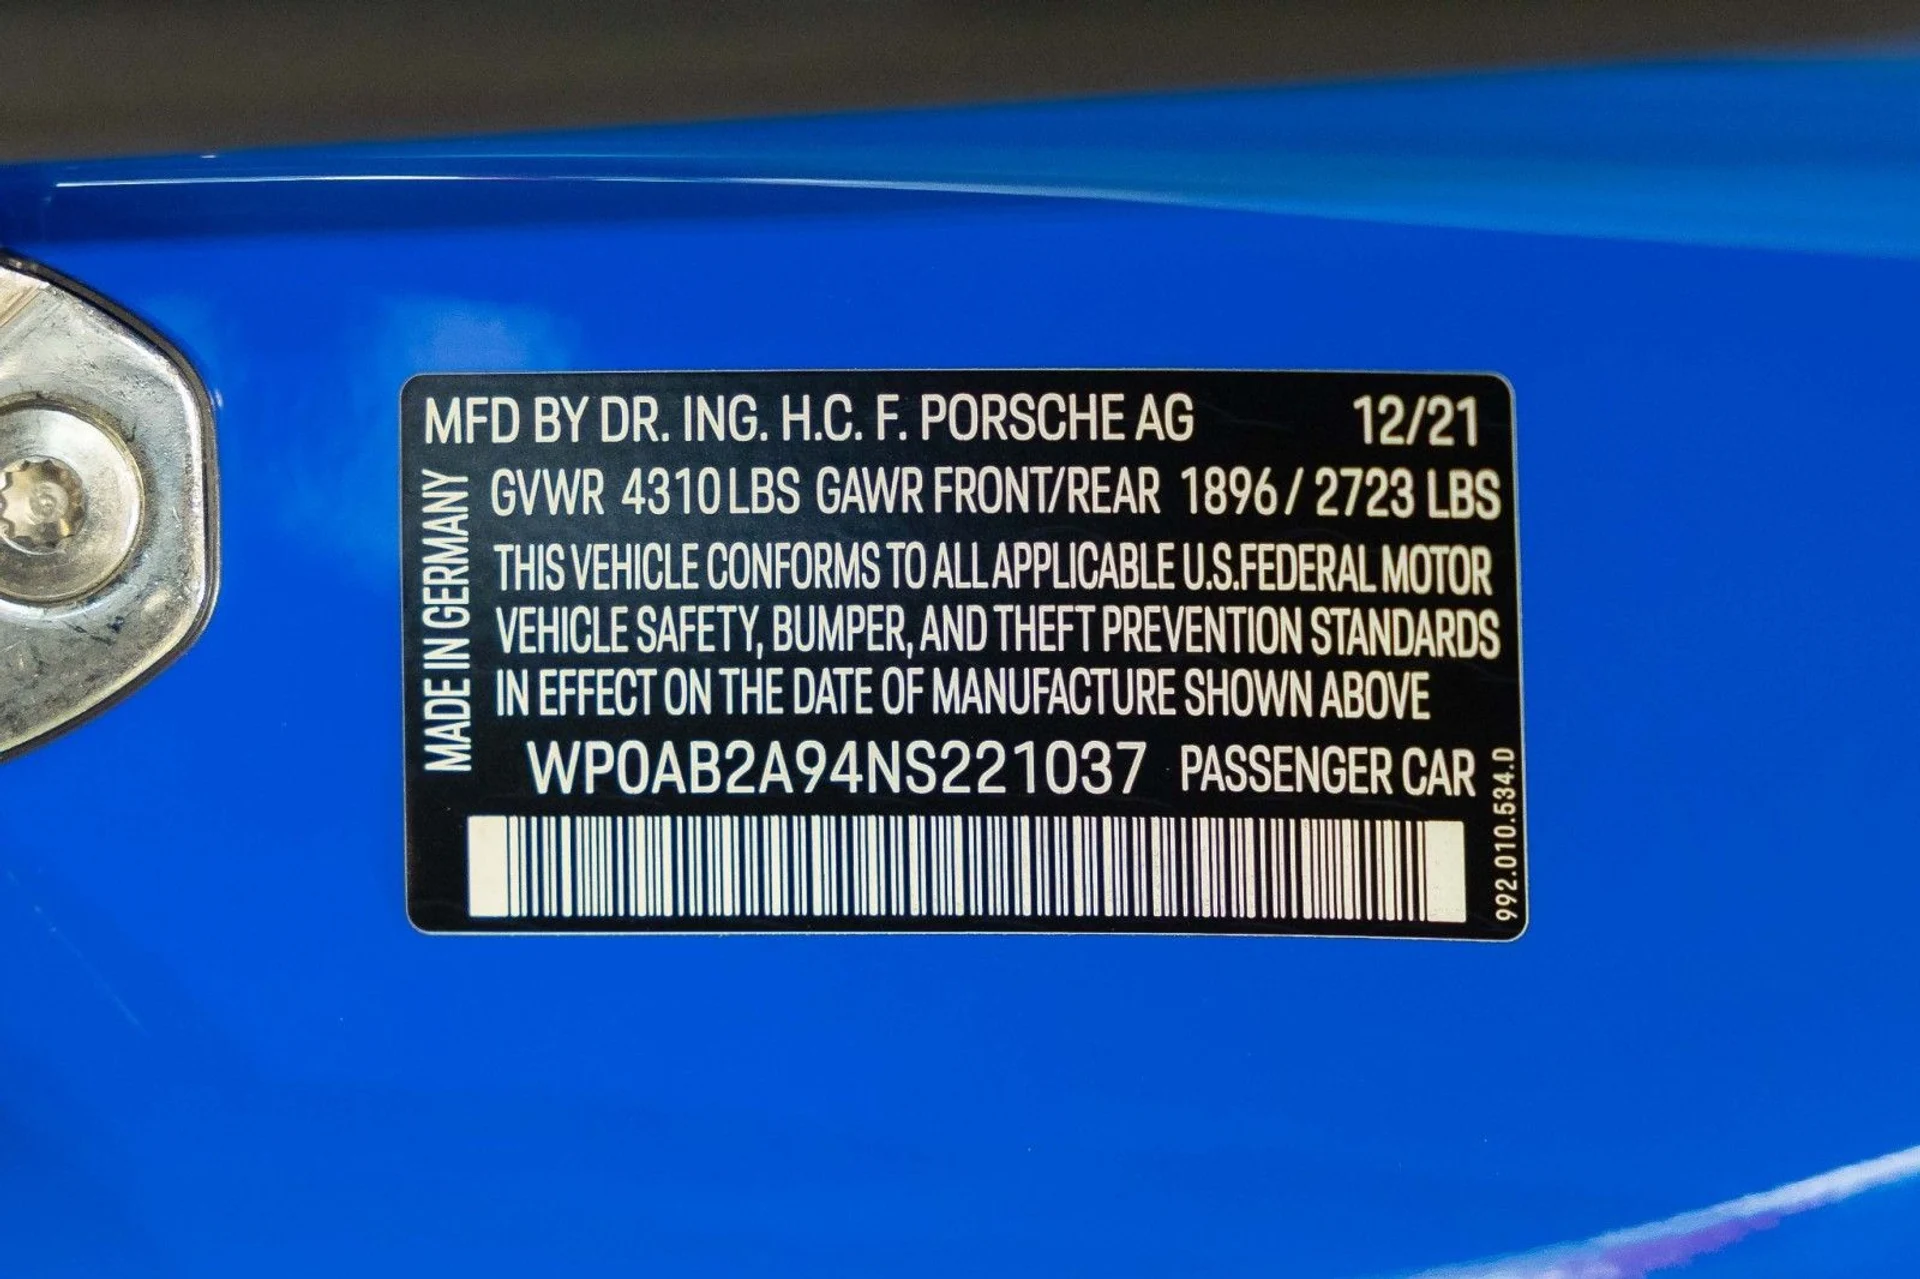 MFD BY DR. ING. H.C. F. PORSCHE AG 12/21
MADE IN GERMANY
GVWR 4310 LBS GAWR FRONT/REAR 1896 / 2723 LBS
THIS VEHICLE CONFORMS TO ALL APPLICABLE U.S.FEDERAL MOTOR
VEHICLE SAFETY, BUMPER, AND THEFT PREVENTION STANDARDS
IN EFFECT ON THE DATE OF MANUFACTURE SHOWN ABOVE
WP0AB2A94NS221037 PASSENGER CAR
992.010.534.D